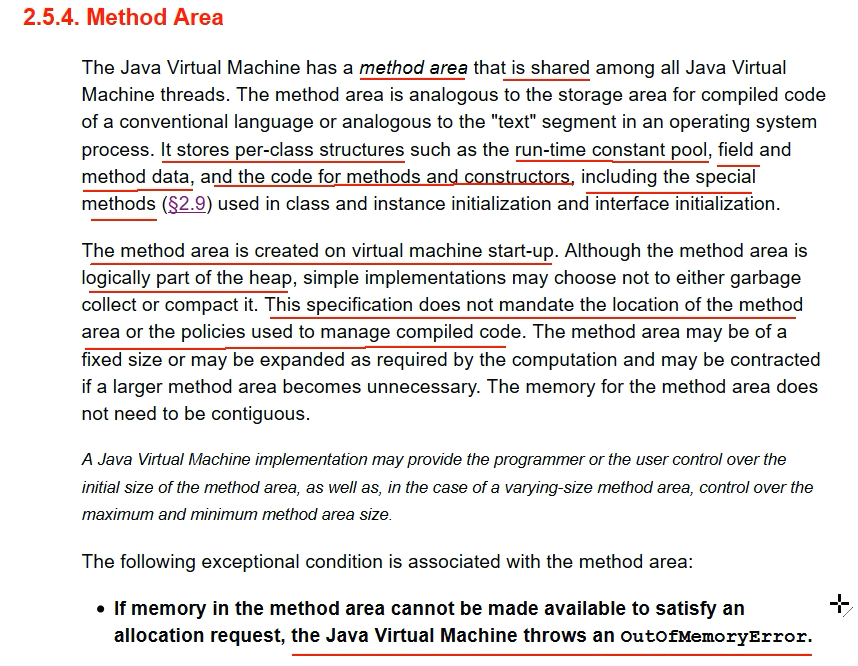 2.5.4. Method Area
The Java Virtual Machine has a method area that is shared among all Java Virtual
Machine threads. The method area is analogous to the storage area for compiled code
of a conventional language or analogous to the "text" segment in an operating system
process. It stores per-class structures such as the run-time constant pool, field and
method data, and the code for methods and constructors, including the special
methods (§2.9) used in class and instance initialization and interface initialization.
The method area is created on virtual machine start-up. Although the method area is
logically part of the heap, simple implementations may choose not to either garbage
collect or compact it. This specification does not mandate the location of the method
area or the policies used to manage compiled code. The method area may be of a
fixed size or may be expanded as required by the computation and may be contracted
if a larger method area becomes unnecessary. The memory for the method area does
not need to be contiguous.
A Java Virtual Machine implementation may provide the programmer or the user control over the
initial size of the method area, as well as, in the case of a varying-size method area, control over the
maximum and minimum method area size.
The following exceptional condition is associated with the method area:
• If memory in the method area cannot be made available to satisfy an
allocation request, the Java Virtual Machine throws an OutOfMemoryError.